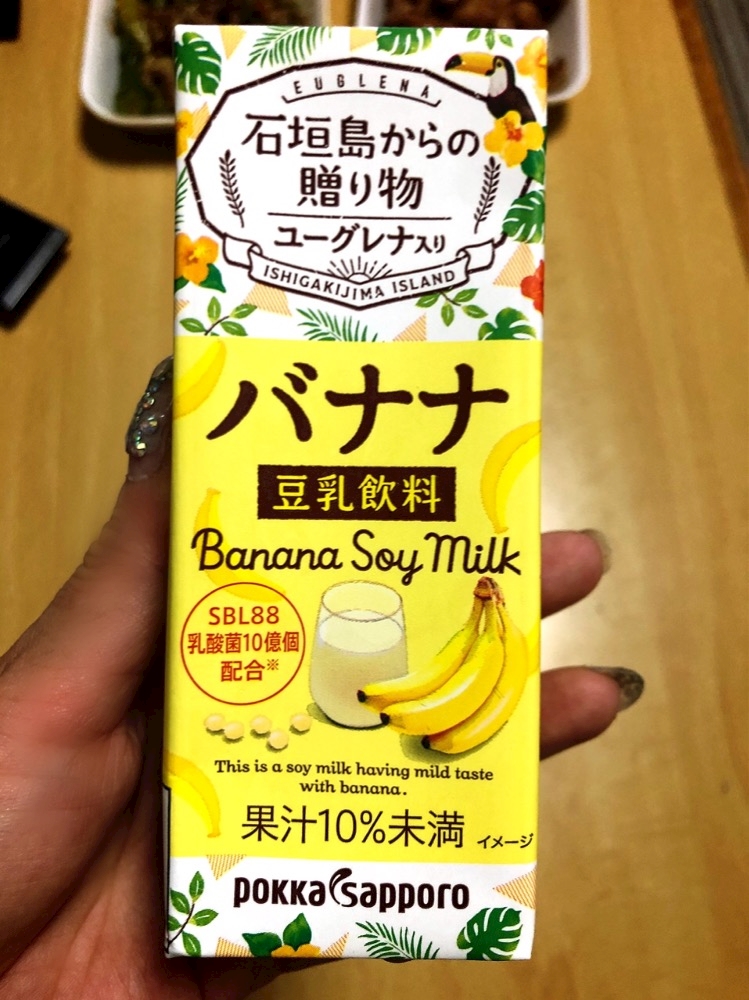 EUGLENA
石垣島からの
贈り物
ユーグレナ入り
ISHIGAKIJIMA ISLAND
バナナ
豆乳飲料
Banana Soy Milk
SBL88
乳酸菌10億個
配合※
This is a soy milk having mild taste
with banana.
果汁10%未満
イメージ
pokka sapporo